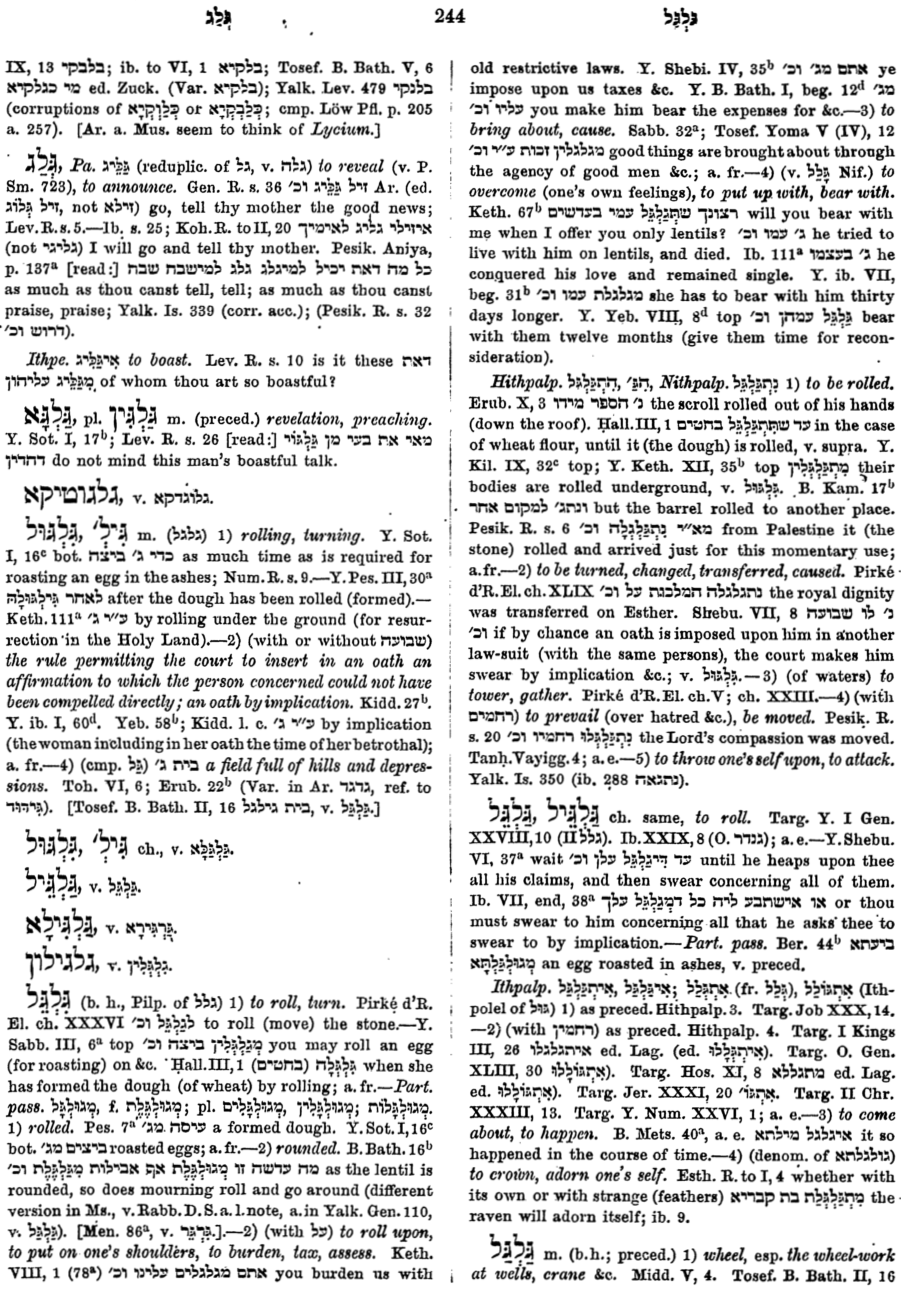 גְּלַג 244 גַּלְגַּל
IX, 13 בלבקי; ib. to VI, 1 בלקיא; Tosef. B. Bath. V, 6
מי כגלקיא ed. Zuck. (Var. בלקיא); Yalk. Lev. 479 בלנקי
(corruptions of כַּלְבְּקְיָא or כַּלוּקְיָא; cmp. Löw Pfl. p. 205
a. 257). [Ar. a. Mus. seem to think of Lycium.]
גְּלַג, Pa. גַּלֵּיג (reduplic. of גל, v. גלה) to reveal (v. P.
Sm. 723), to announce. Gen. R. s. 36 זיל גַּלֵּיג וכ' Ar. (ed.
זיל גְּלוֹג, not זילא) go, tell thy mother the good news;
Lev. R. s. 5.—Ib. s. 25; Koh. R. to II, 20 איזילי גליג לאימיך
(not גליגי) I will go and tell thy mother. Pesik. Aniya,
p. 137a [read:] כל מה דאת יכיל למיגלג גלג למישבח שבח
as much as thou canst tell, tell; as much as thou canst
praise, praise; Yalk. Is. 339 (corr. acc.); (Pesik. R. s. 32
דרוש וכ').
Ithpe. אִיגַּלֵּיג to boast. Lev. R. s. 10 is it these דאת
מְגַּלֵּיג עליהון of whom thou art so boastful?
גַּלְגָּא, pl. גַּלְגִּין m. (preced.) revelation, preaching.
Y. Sot. I, 17b; Lev. R. s. 26 [read:] מאי את בעי מן גַּלְגּוֹי
דהדין do not mind this man's boastful talk.
גלגוטיקא, v. גלוגדקא.
גִּלְגּוּל, גִּילְ' m. (גלגל) 1) rolling, turning. Y. Sot.
I, 16c bot. כדי ג' ביצה as much time as is required for
roasting an egg in the ashes; Num. R. s. 9.—Y. Pes. III, 30a
לאחר גִּילְגּוּלָהּ after the dough has been rolled (formed).—
Keth. 111a ע"י ג' by rolling under the ground (for resur-
rection in the Holy Land).—2) (with or without שבועה)
the rule permitting the court to insert in an oath an
affirmation to which the person concerned could not have
been compelled directly; an oath by implication. Kidd. 27b.
Y. ib. I, 60d. Yeb. 58b; Kidd. l. c. ע"י ג' by implication
(the woman including in her oath the time of her betrothal);
a. fr.—4) (cmp. גַּל) בית ג' a field full of hills and depres-
sions. Toh. VI, 6; Erub. 22b (Var. in Ar. גדגד, ref. to
גִּידּוּד). [Tosef. B. Bath. II, 16 בית גילגל, v. גַּלְגַּל.]
גִּלְגּוּל, גִּילְ' ch., v. גַּלְגְּלָא.
גַּלְגֵּיל, v. גַּלְגֵּל.
גַּלְגִּילָא, v. גַּרְגִּירָא.
גלגילון, v. גִּלְגְּלִין.
גִּלְגֵּל (b. h., Pilp. of גלל) 1) to roll, turn. Pirké d'R.
El. ch. XXXVI לגַלְגֵּל וכ' to roll (move) the stone.—Y.
Sabb. III, 6a top מְגַלְגְּלִין ביצה וכ' you may roll an egg
(for roasting) on &c. Ḥall. III, 1 גִּלְגְּלָה (בחטים) when she
has formed the dough (of wheat) by rolling; a. fr.—Part.
pass. מְגוּלְגָּל, f. מְגוּלְגֶּלֶת; pl. מְגוּלְגָּלִים, מְגוּלְגָּלִין; מְגוּלְגָּלוֹת.
1) rolled. Pes. 7a עיסה מג' a formed dough. Y. Sot. I, 16c
bot. ביצים מג' roasted eggs; a. fr.—2) rounded. B. Bath. 16b
מה עדשה זו מְגוּלְגֶּלֶת אף אבילות מְגַּלְגֶּלֶת וכ' as the lentil is
rounded, so does mourning roll and go around (different
version in Ms., v. Rabb. D. S. a. l. note, a. in Yalk. Gen. 110,
v. גַּלְגַּל). [Men. 86a, v. גַּרְגֵּר.].—2) (with על) to roll upon,
to put on one's shoulders, to burden, tax, assess. Keth.
VIII, 1 (78a) אתם מגלגלים עלינו וכ' you burden us with
old restrictive laws. Y. Shebi. IV, 35b אתם מג' וכ' ye
impose upon us taxes &c. Y. B. Bath. I, beg. 12d מג'
עליו וכ' you make him bear the expenses for &c.—3) to
bring about, cause. Sabb. 32a; Tosef. Yoma V (IV), 12
מגלגלין זכות ע"י וכ' good things are brought about through
the agency of good men &c.; a. fr.—4) (v. גָּלַל Nif.) to
overcome (one's own feelings), to put up with, bear with.
Keth. 67b רצונך שתְּגַלְגֵּל עמי בעדשים will you bear with
me when I offer you only lentils? ג' עמו וכ' he tried to
live with him on lentils, and died. Ib. 111a ג' בעצמו he
conquered his love and remained single. Y. ib. VII,
beg. 31b מגלגלת עמו וכ' she has to bear with him thirty
days longer. Y. Yeb. VIII, 8d top גַּלְגֵּל עמהן וכ' bear
with them twelve months (give them time for recon-
sideration).
Hithpalp. הִתְגַּלְגֵּל, הִגַּ', Nithpalp. נִתְגַּלְגֵּל 1) to be rolled.
Erub. X, 3 נ' הספר מידו the scroll rolled out of his hands
(down the roof). Ḥall. III, 1 עד שתִּתְגַּלְגֵּל בחטים in the case
of wheat flour, until it (the dough) is rolled, v. supra. Y.
Kil. IX, 32c top; Y. Keth. XII, 35b top מִתְגַּלְגְּלִין their
bodies are rolled underground, v. גִּלְגּוּל. B. Kam. 17b
ונתג' למקום אחר but the barrel rolled to another place.
Pesik. R. s. 6 מא"י נִתְגַּלְגְּלָה וכ' from Palestine it (the
stone) rolled and arrived just for this momentary use;
a. fr.—2) to be turned, changed, transferred, caused. Pirké
d'R. El. ch. XLIX נתגלגלה המלכות על וכ' the royal dignity
was transferred on Esther. Shebu. VII, 8 נ' לו שבועה
וכ' if by chance an oath is imposed upon him in another
law-suit (with the same persons), the court makes him
swear by implication &c.; v. גִּלְגּוּל.—3) (of waters) to
tower, gather. Pirké d'R. El. ch. V; ch. XXIII.—4) (with
רחמים) to prevail (over hatred &c.), be moved. Pesik. R.
s. 20 נִתְגַּלְגְּלוּ רחמיו וכ' the Lord's compassion was moved.
Tanḥ. Vayigg. 4; a. e.—5) to throw one's self upon, to attack.
Yalk. Is. 350 (ib. 288 נתגאה).
גַּלְגֵּל, גַּלְגֵּיל ch. same, to roll. Targ. Y. I Gen.
XXVIII, 10 (II גלל). Ib. XXIX, 8 (O. גנדר); a. e.—Y. Shebu.
VI, 37a wait עד דִּיגַלְגֵּל עלן וכ' until he heaps upon thee
all his claims, and then swear concerning all of them.
Ib. VII, end, 38a או אישתבע ליה כל דמְגַלְגֵּל עלך or thou
must swear to him concerning all that he asks thee to
swear to by implication.—Part. pass. Ber. 44b ביעתא
מְגוּלְגַּלְתָּא an egg roasted in ashes, v. preced.
Ithpalp. אִתְגַּלְגֵּל, אִיגַּלְגֵּל, אִיתְגַּלְגֵּל; אִתְגְּלַל (fr. גְּלַל), אִתְגּוֹלַל (Ith-
polel of גּוּל) 1) as preced. Hithpalp. 3. Targ. Job XXX, 14.
—2) (with רחמין) as preced. Hithpalp. 4. Targ. I Kings
III, 26 איתגלגלו ed. Lag. (ed. אִיתְגְּלָלוּ). Targ. O. Gen.
XLIII, 30 אִתְגּוֹלָלוּ. Targ. Hos. XI, 8 מתגללא ed. Lag.
ed. אִתְגּוֹלָלוּ). Targ. Jer. XXXI, 20 אִתְגּוֹ'. Targ. II Chr.
XXXIII, 13. Targ. Y. Num. XXVI, 1; a. e.—3) to come
about, to happen. B. Mets. 40a, a. e. איגלגל מילתא it so
happened in the course of time.—4) (denom. of גולגלתא)
to crown, adorn one's self. Esth. R. to I, 4 whether with
its own or with strange (feathers) מִתְגַּלְגְּלַת בת קבריא the
raven will adorn itself; ib. 9.
גַּלְגַּל m. (b. h.; preced.) 1) wheel, esp. the wheel-work
at wells, crane &c. Midd. V, 4. Tosef. B. Bath. II, 16